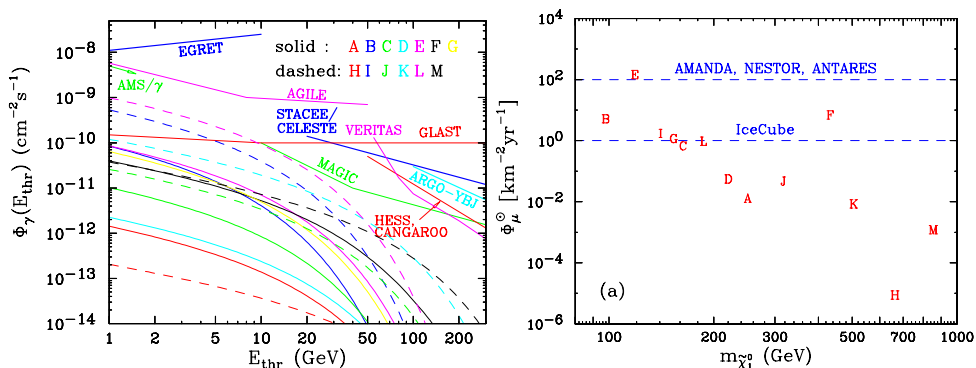 Φγ(Ethr) (cm−2s−1)
10−8
10−9
10−10
10−11
10−12
10−13
10−14
EGRET
solid : A B C D E F G
dashed: H I J K L M
AMS/γ
AGILE
STACEE/
CELESTE
VERITAS
GLAST
MAGIC
ARGO-YBJ
HESS,
CANGAROO
1 2 5 10 20 50 100 200
Ethr (GeV)
Φμ⊙ [km−2yr−1]
10⁴
10²
10⁰
10−2
10−4
10−6
AMANDA, NESTOR, ANTARES
IceCube
E
B
I
G
C
L
F
D
A
J
K
M
H
(a)
100 200 300 500 700 1000
mχ̃₁⁰ (GeV)